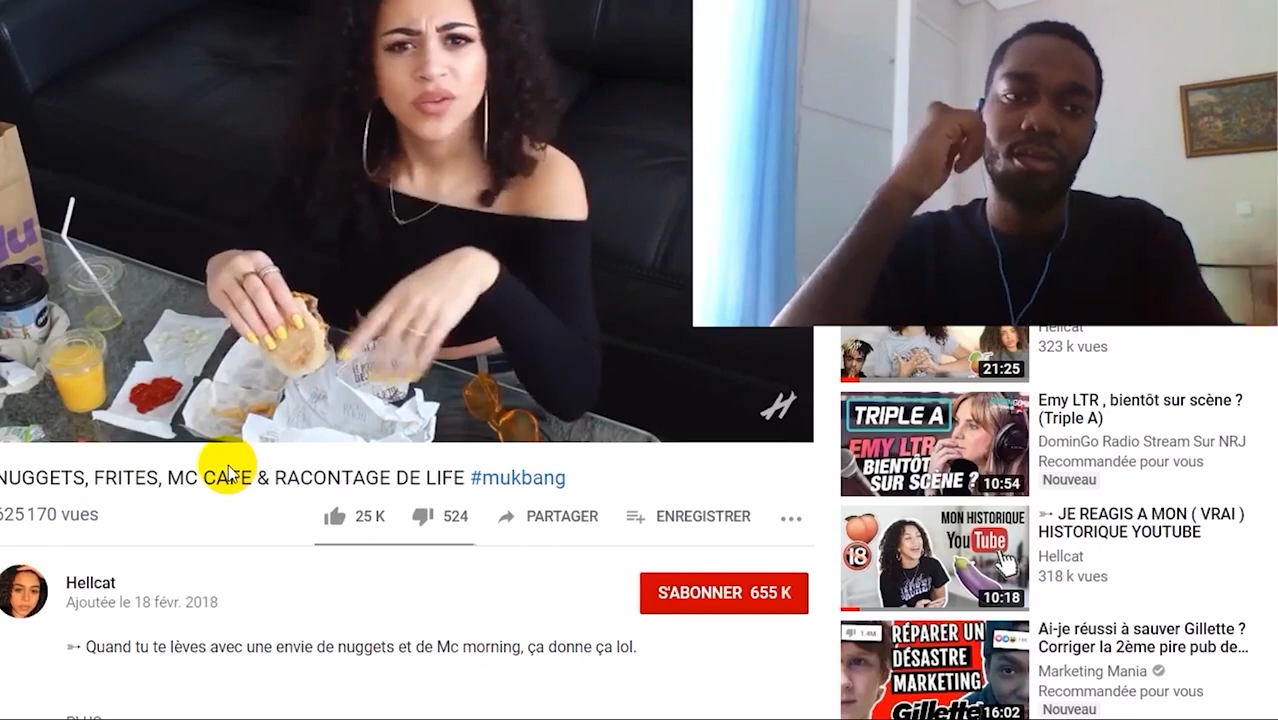 NUGGETS, FRITES, MC CAFE & RACONTAGE DE LIFE #mukbang
625 170 vues
25 K
524
PARTAGER
ENREGISTRER
Hellcat
Ajoutée le 18 févr. 2018
S'ABONNER 655 K
➳ Quand tu te lèves avec une envie de nuggets et de Mc morning, ça donne ça lol.
PLUS
Hellcat
323 k vues
21:25
TRIPLE A
EMY LTR
BIENTÔT
SUR SCÈNE ?
10:54
Emy LTR , bientôt sur scène ?
(Triple A)
DominGo Radio Stream Sur NRJ
Recommandée pour vous
Nouveau
MON HISTORIQUE
YouTube
18
10:18
➳ JE REAGIS A MON ( VRAI )
HISTORIQUE YOUTUBE
Hellcat
318 k vues
1.4M
RÉPARER UN
DÉSASTRE
MARKETING
Gillette
16:02
Ai-je réussi à sauver Gillette ?
Corriger la 2ème pire pub de...
Marketing Mania
Recommandée pour vous
Nouveau